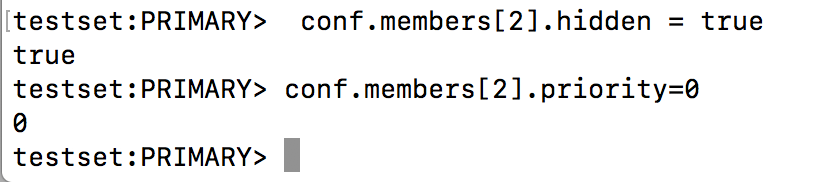 [testset:PRIMARY>  conf.members[2].hidden = true
true
testset:PRIMARY> conf.members[2].priority=0
0
testset:PRIMARY>